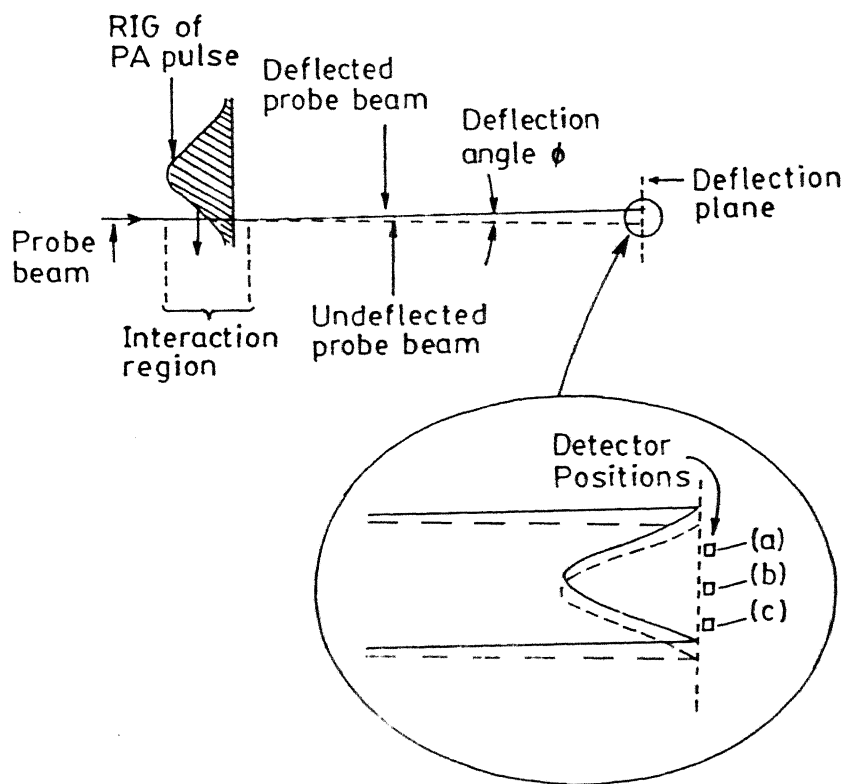 RIG of
PA pulse
Deflected
probe beam
Deflection
angle ϕ
Deflection
plane
Probe
beam
Interaction
region
Undeflected
probe beam
Detector
Positions
(a)
(b)
(c)